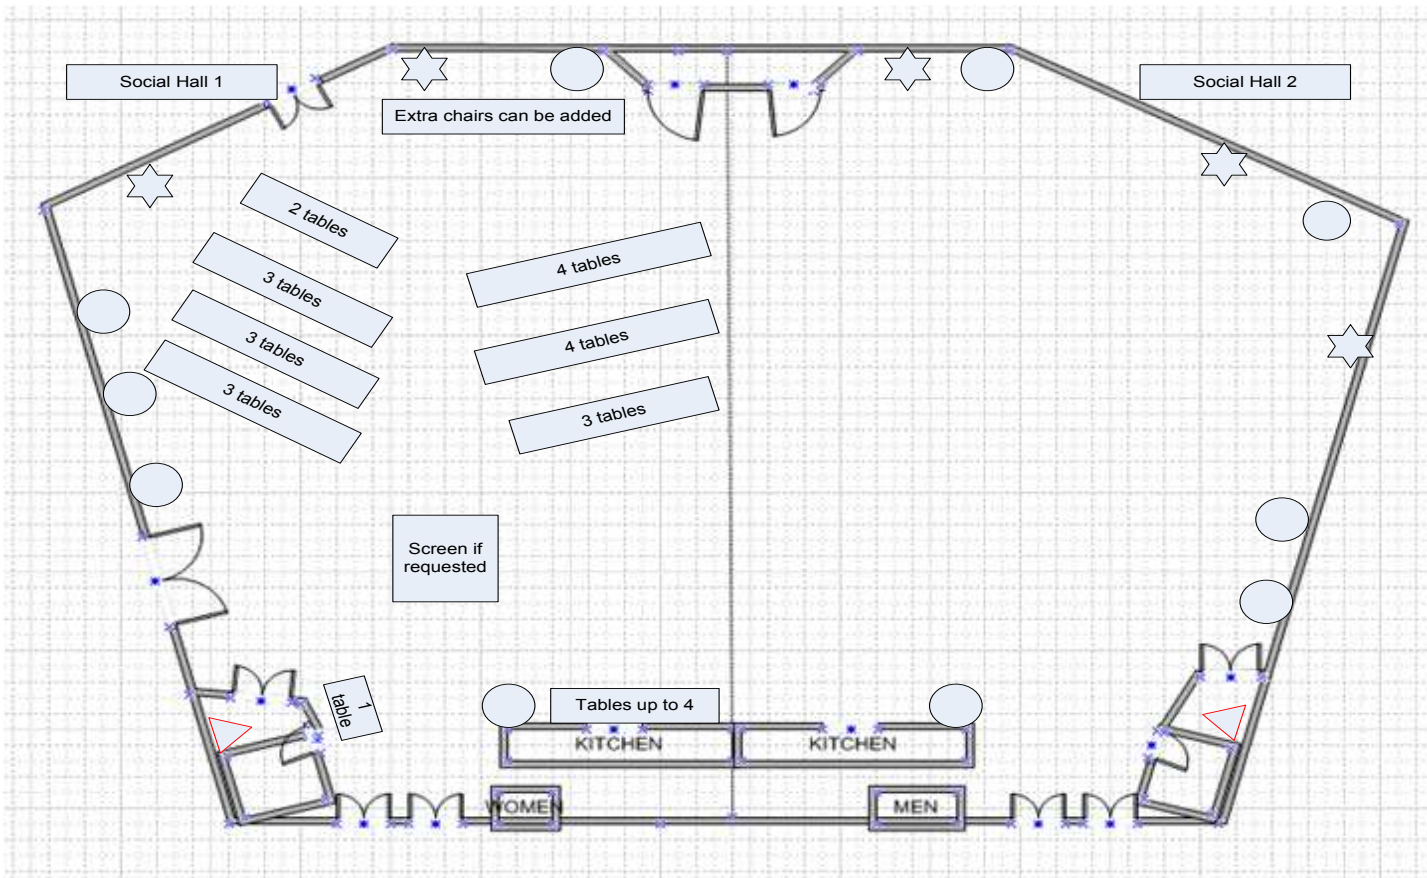 Social Hall 1
Social Hall 2
Extra chairs can be added
2 tables
3 tables
3 tables
3 tables
4 tables
4 tables
3 tables
Screen if
requested
1
table
Tables up to 4
KITCHEN
KITCHEN
WOMEN
MEN